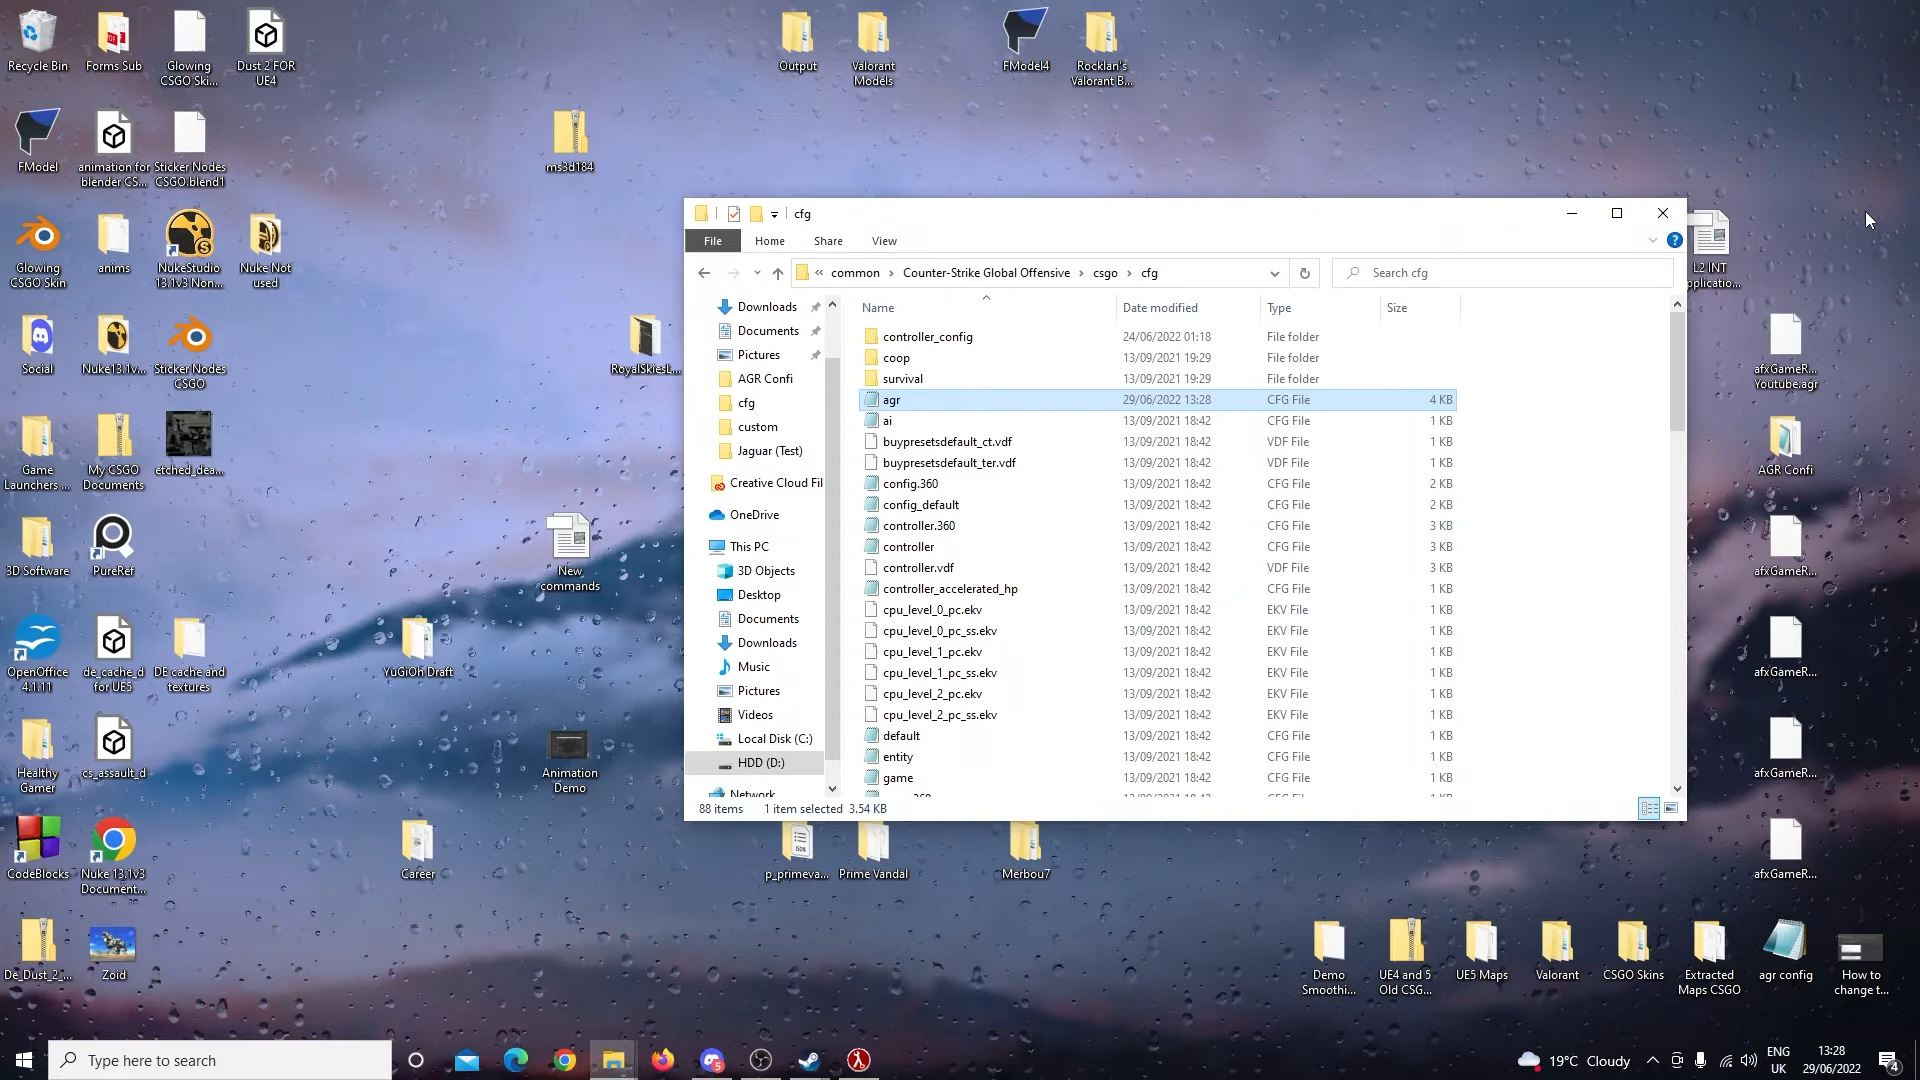 Recycle Bin
Forms Sub
Glowing
CSGO Ski...
Dust 2 FOR
UE4
Output
Valorant
Models
FModel4
Rocklan's
Valorant B...
FModel
animation for
blender CS...
Sticker Nodes
CSGO.blend1
ms3d184
Glowing
CSGO Skin
anims
NukeStudio
13.1v3 Non...
Nuke Not
used
Social
Nuke13.1v...
Sticker Nodes
CSGO
RoyalSkiesL...
Game
Launchers ...
My CSGO
Documents
etched_dea...
3D Software
PureRef
New
commands
OpenOffice
4.1.11
de_cache_d
for UE5
DE cache and
textures
YuGiOh Draft
Healthy
Gamer
cs_assault_d
Animation
Demo
CodeBlocks
Nuke 13.1v3
Document...
Career
p_primeva...
Prime Vandal
Merbou7
De_Dust_2_...
Zoid
cfg
File
Home
Share
View
« common › Counter-Strike Global Offensive › csgo › cfg
Search cfg
Downloads
Documents
Pictures
AGR Confi
cfg
custom
Jaguar (Test)
Creative Cloud Fil
OneDrive
This PC
3D Objects
Desktop
Documents
Downloads
Music
Pictures
Videos
Local Disk (C:)
HDD (D:)
Network
Name Date modified Type Size
controller_config 24/06/2022 01:18 File folder
coop 13/09/2021 19:29 File folder
survival 13/09/2021 19:29 File folder
agr 29/06/2022 13:28 CFG File 4 KB
ai 13/09/2021 18:42 CFG File 1 KB
buypresetsdefault_ct.vdf 13/09/2021 18:42 VDF File 1 KB
buypresetsdefault_ter.vdf 13/09/2021 18:42 VDF File 1 KB
config.360 13/09/2021 18:42 CFG File 2 KB
config_default 13/09/2021 18:42 CFG File 2 KB
controller.360 13/09/2021 18:42 CFG File 3 KB
controller 13/09/2021 18:42 CFG File 3 KB
controller.vdf 13/09/2021 18:42 VDF File 3 KB
controller_accelerated_hp 13/09/2021 18:42 CFG File 1 KB
cpu_level_0_pc.ekv 13/09/2021 18:42 EKV File 1 KB
cpu_level_0_pc_ss.ekv 13/09/2021 18:42 EKV File 1 KB
cpu_level_1_pc.ekv 13/09/2021 18:42 EKV File 1 KB
cpu_level_1_pc_ss.ekv 13/09/2021 18:42 EKV File 1 KB
cpu_level_2_pc.ekv 13/09/2021 18:42 EKV File 1 KB
cpu_level_2_pc_ss.ekv 13/09/2021 18:42 EKV File 1 KB
default 13/09/2021 18:42 CFG File 1 KB
entity 13/09/2021 18:42 CFG File 1 KB
game 13/09/2021 18:42 CFG File 1 KB
88 items 1 item selected 3.54 KB
L2 INT
pplicatio...
afxGameR...
Youtube.agr
AGR Confi
afxGameR...
afxGameR...
afxGameR...
afxGameR...
Demo
Smoothi...
UE4 and 5
Old CSG...
UE5 Maps
Valorant
CSGO Skins
Extracted
Maps CSGO
agr config
How to
change t...
Type here to search
5
19°C Cloudy
ENG
UK
13:28
29/06/2022
4